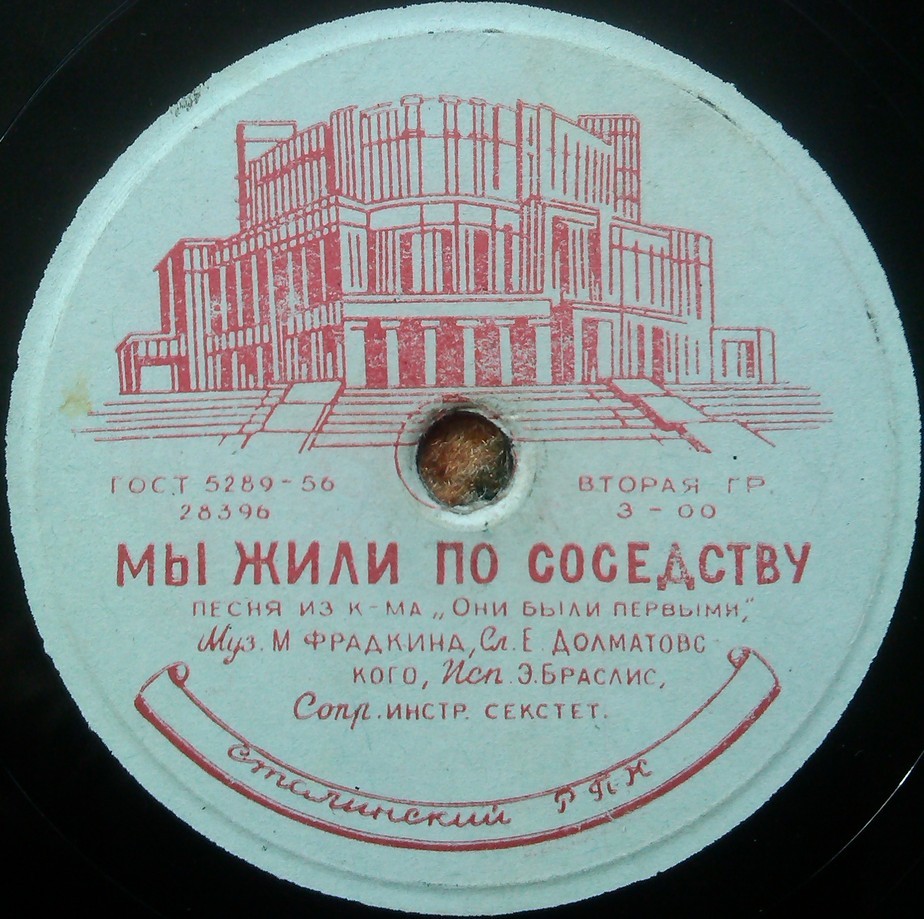 ГОСТ 5289-56
28396
ВТОРАЯ ГР.
3-00
МЫ ЖИЛИ ПО СОСЕДСТВУ
ПЕСНЯ ИЗ К-МА „ОНИ БЫЛИ ПЕРВЫМИ“,
Муз. М ФРАДКИНА, Сл. Е. ДОЛМАТОВС
КОГО, Исп. Э. БРАСЛИС,
Сопр. ИНСТР. СЕКСТЕТ.
Сталинский РПК